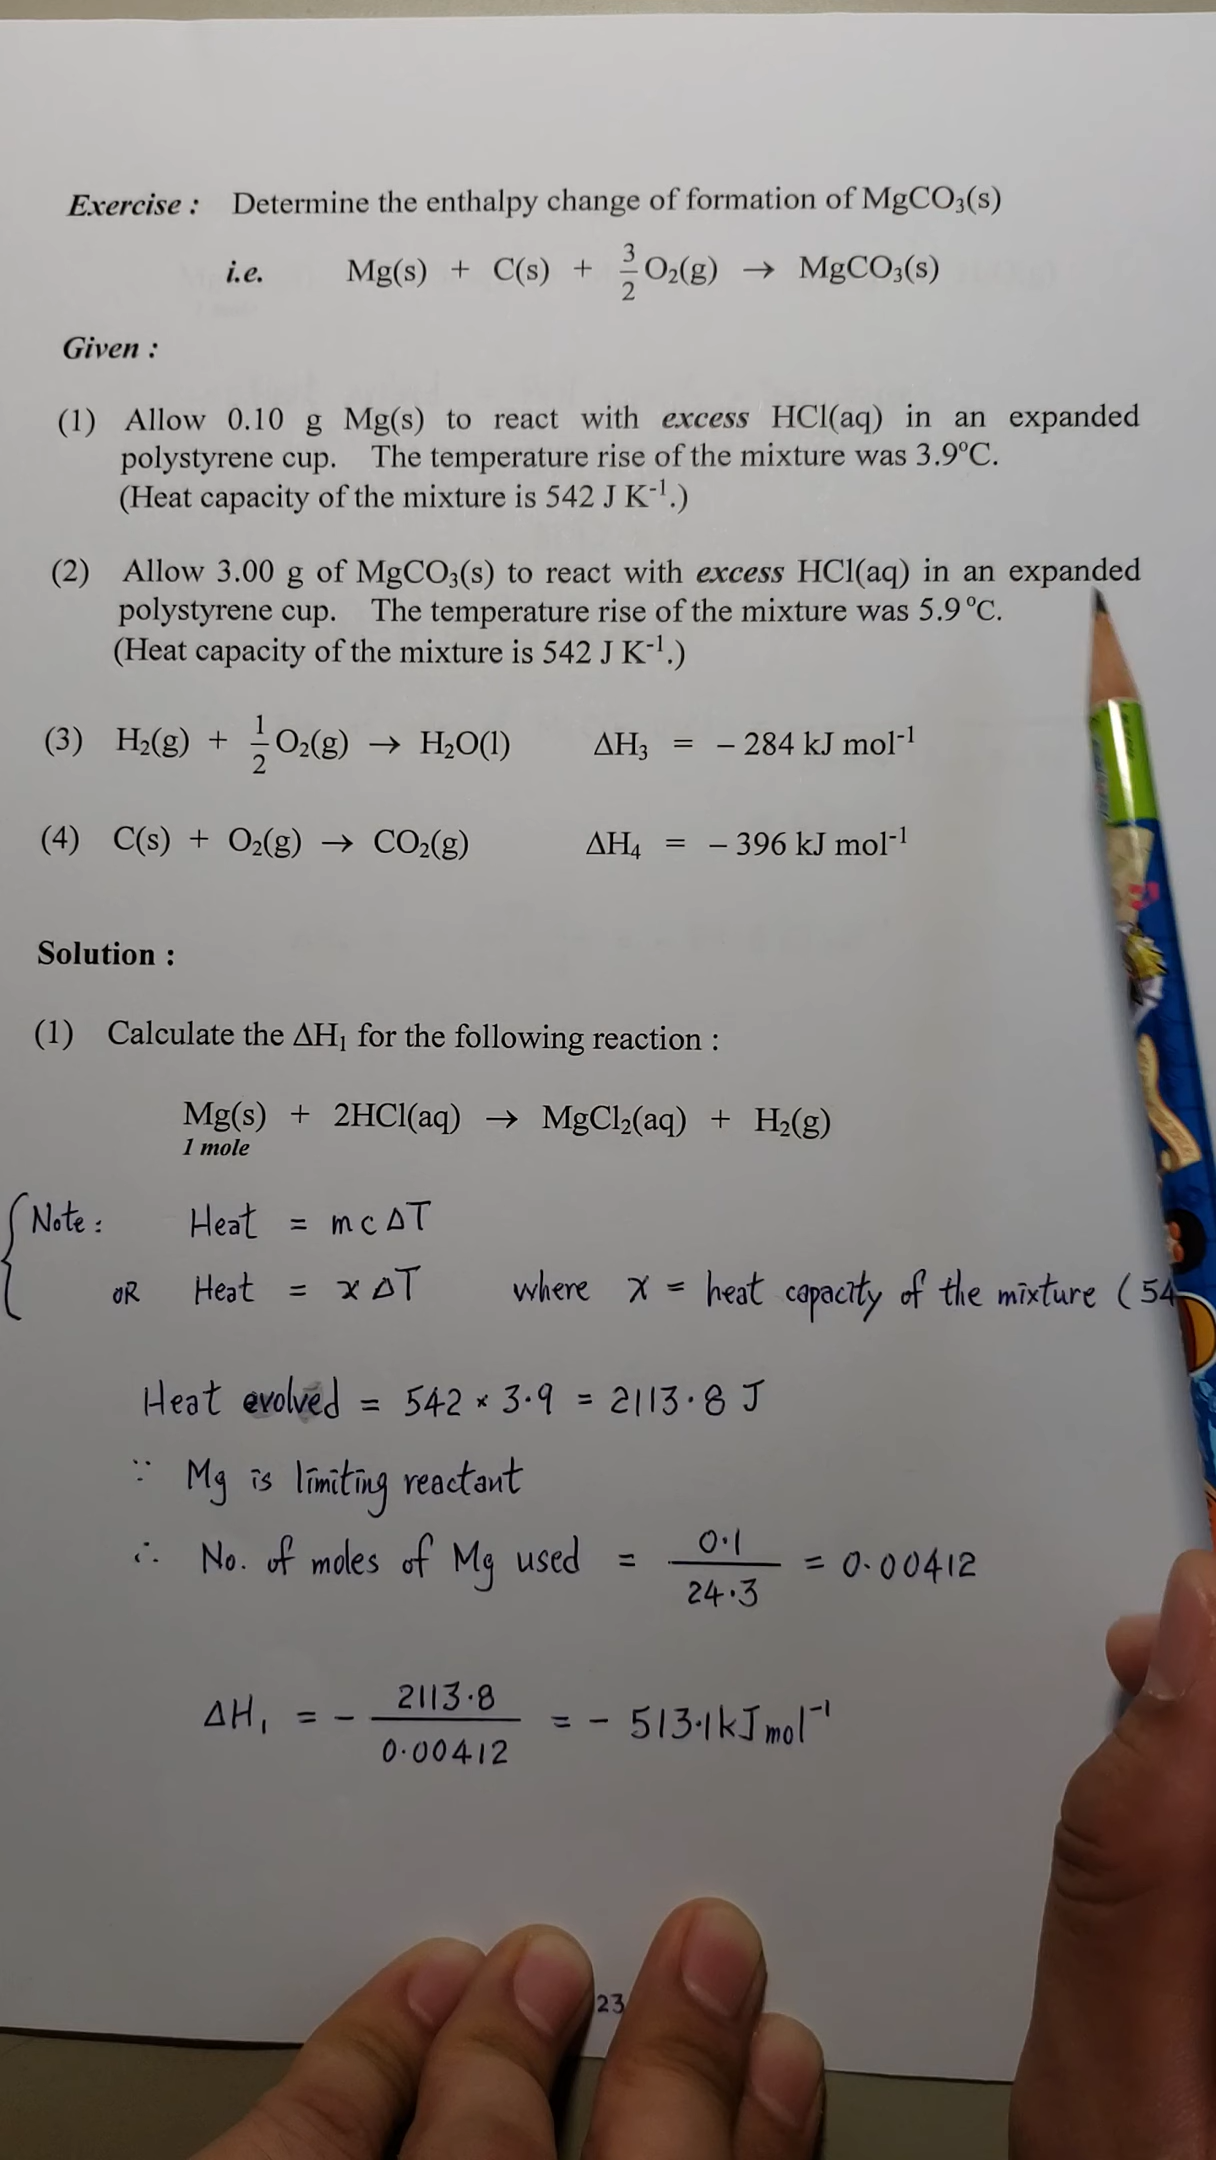 Exercise : Determine the enthalpy change of formation of MgCO₃(s)
i.e. Mg(s) + C(s) + 3/2 O₂(g) → MgCO₃(s)
Given :
(1) Allow 0.10 g Mg(s) to react with excess HCl(aq) in an expanded
polystyrene cup. The temperature rise of the mixture was 3.9°C.
(Heat capacity of the mixture is 542 J K⁻¹.)
(2) Allow 3.00 g of MgCO₃(s) to react with excess HCl(aq) in an expanded
polystyrene cup. The temperature rise of the mixture was 5.9°C.
(Heat capacity of the mixture is 542 J K⁻¹.)
(3) H₂(g) + 1/2 O₂(g) → H₂O(l) ΔH₃ = – 284 kJ mol⁻¹
(4) C(s) + O₂(g) → CO₂(g) ΔH₄ = – 396 kJ mol⁻¹
Solution :
(1) Calculate the ΔH₁ for the following reaction :
Mg(s) + 2HCl(aq) → MgCl₂(aq) + H₂(g)
1 mole
Note : Heat = mcΔT
OR Heat = xΔT where x = heat capacity of the mixture (54
Heat evolved = 542 × 3.9 = 2113.8 J
∵ Mg is limiting reactant
∴ No. of moles of Mg used = 0.1/24.3 = 0.00412
ΔH₁ = – 2113.8/0.00412 = – 513.1 kJ mol⁻¹
23